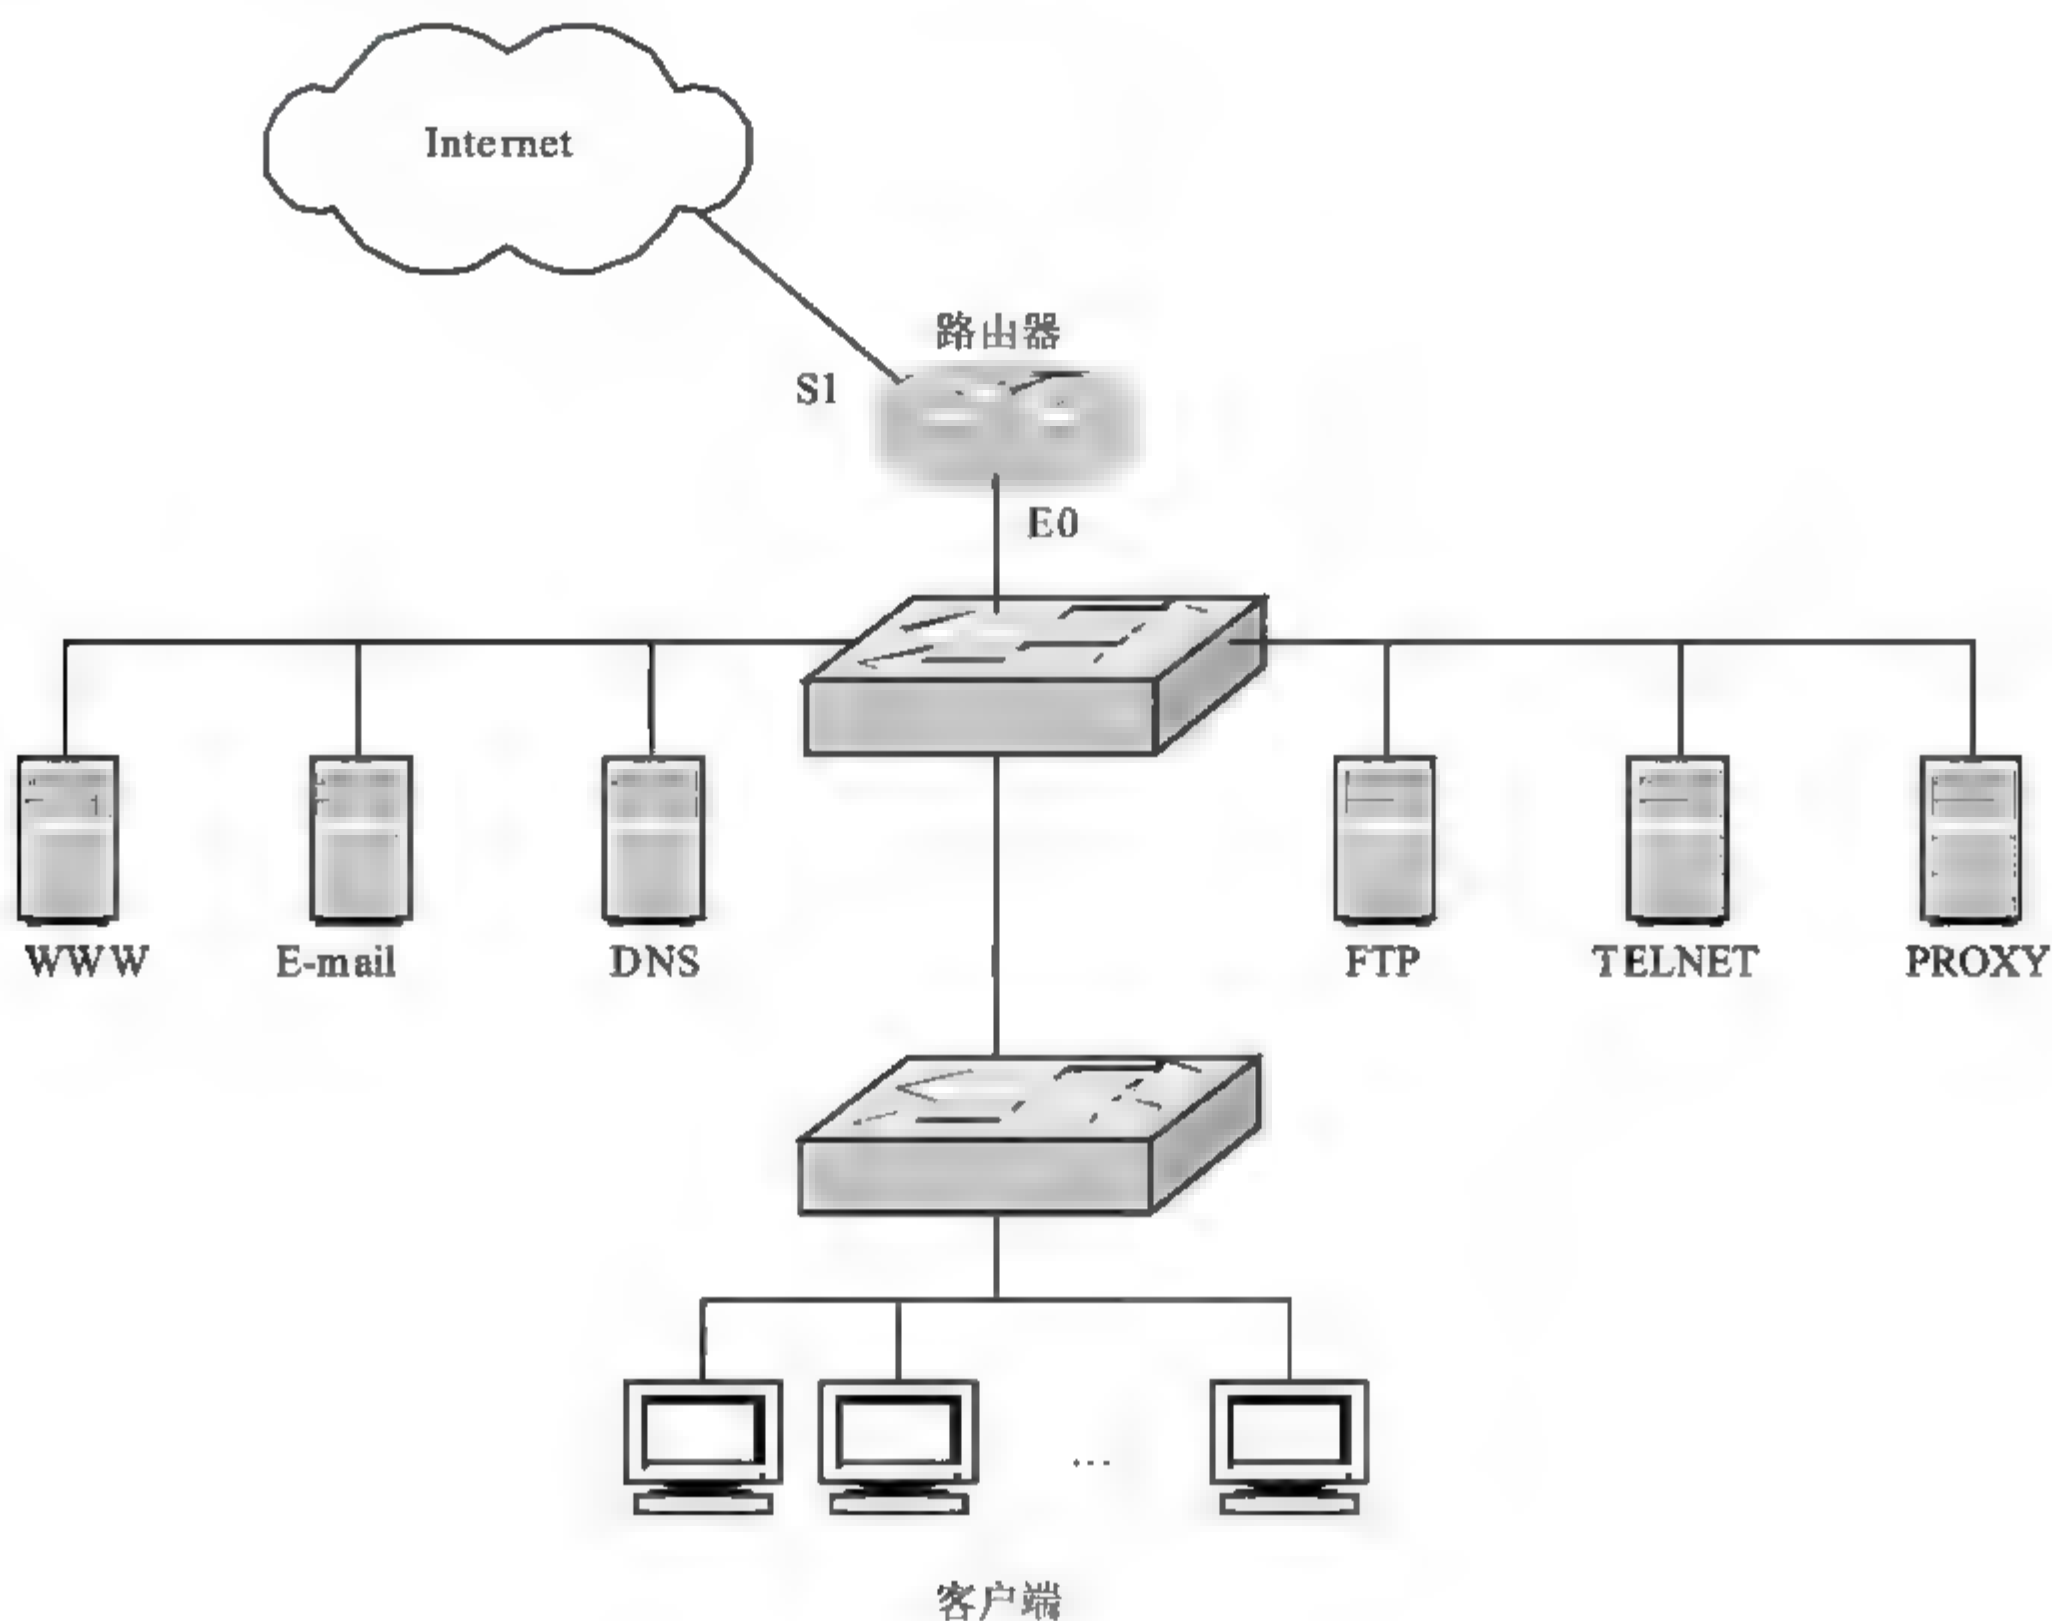 Internet
路由器
S1
E0
WWW
E-mail
DNS
FTP
TELNET
PROXY
...
客户端